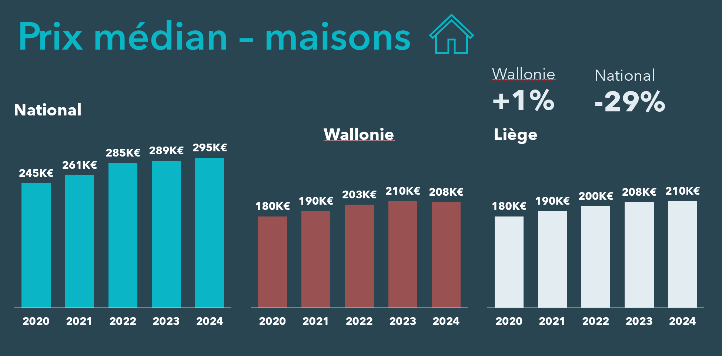 Prix médian – maisons
Wallonie
+1%
National
-29%
National
245K€ 261K€ 285K€ 289K€ 295K€
2020 2021 2022 2023 2024
Wallonie
180K€ 190K€ 203K€ 210K€ 208K€
2020 2021 2022 2023 2024
Liège
180K€ 190K€ 200K€ 208K€ 210K€
2020 2021 2022 2023 2024